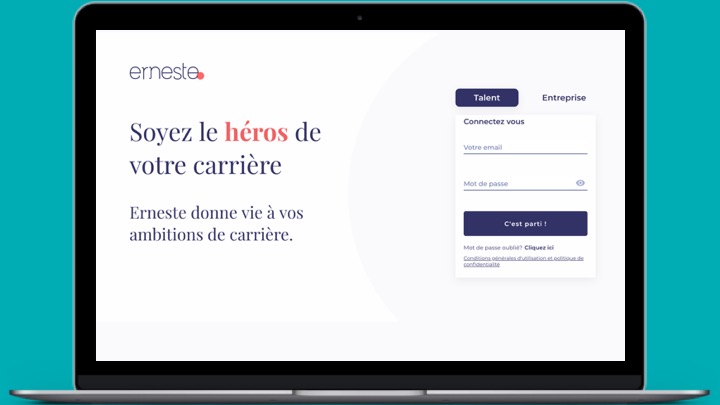 erneste
Soyez le héros de
votre carrière
Erneste donne vie à vos
ambitions de carrière.
Talent
Entreprise
Connectez vous
Votre email
Mot de passe
C'est parti !
Mot de passe oublié? Cliquez ici
Conditions générales d'utilisation et politique de
confidentialité